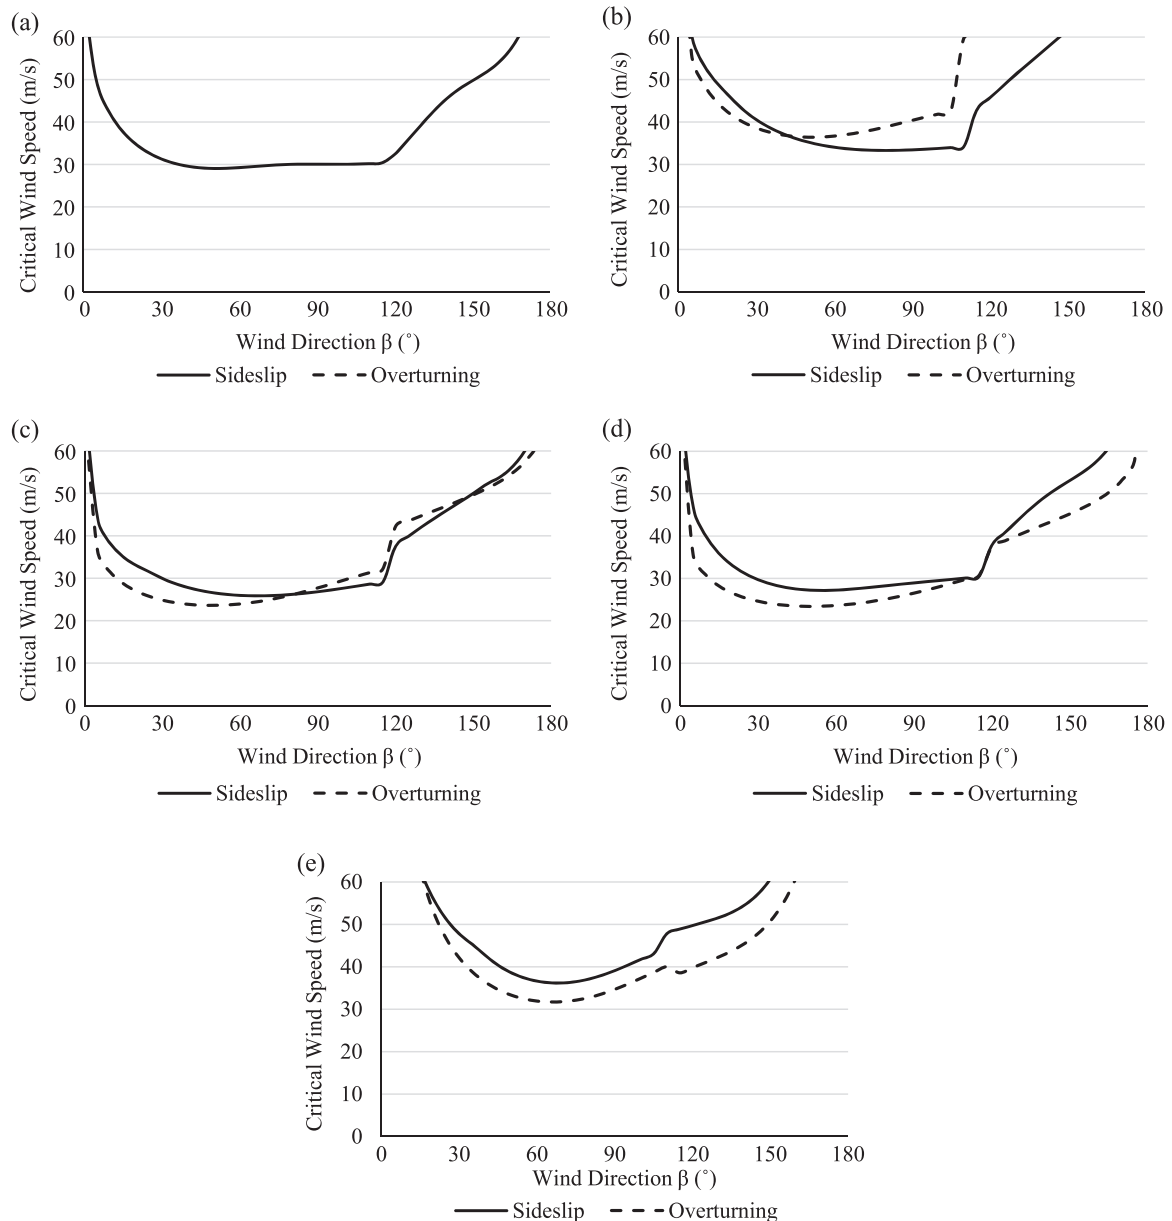 (a)
60
50
40
30
20
10
0
Critical Wind Speed (m/s)
0 30 60 90 120 150 180
Wind Direction β (°)
Sideslip Overturning
(b)
60
50
40
30
20
10
0
Critical Wind Speed (m/s)
0 30 60 90 120 150 180
Wind Direction β (°)
Sideslip Overturning
(c)
60
50
40
30
20
10
0
Critical Wind Speed (m/s)
0 30 60 90 120 150 180
Wind Direction β (°)
Sideslip Overturning
(d)
60
50
40
30
20
10
0
Critical Wind Speed (m/s)
0 30 60 90 120 150 180
Wind Direction β (°)
Sideslip Overturning
(e)
60
50
40
30
20
10
0
Critical Wind Speed (m/s)
0 30 60 90 120 150 180
Wind Direction β (°)
Sideslip Overturning